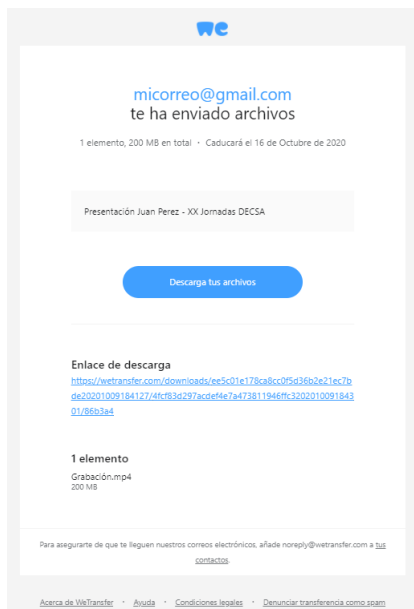 we
micorreo@gmail.com
te ha enviado archivos
1 elemento, 200 MB en total · Caducará el 16 de Octubre de 2020
Presentación Juan Perez - XX Jornadas DECSA
Descarga tus archivos
Enlace de descarga
https://wetransfer.com/downloads/ee5c01e178ca8cc0f5d36b2e21ec7b
de20201009184127/4fcf83d297acdef4e7a473811946ffc3202010091843
01/86b3a4
1 elemento
Grabación.mp4
200 MB
Para asegurarte de que te lleguen nuestros correos electrónicos, añade noreply@wetransfer.com a tus
contactos.
Acerca de WeTransfer · Ayuda · Condiciones legales · Denunciar transferencia como spam